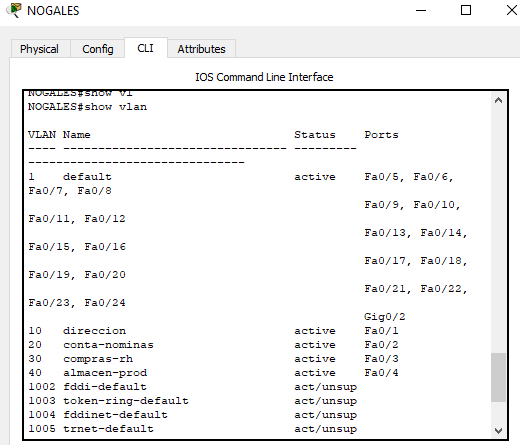 NOGALES
Physical Config CLI Attributes
IOS Command Line Interface
NOGALES#show vl
NOGALES#show vlan
VLAN Name Status Ports
---- -------------------------------- ---------
-------------------------------
1 default active Fa0/5, Fa0/6,
Fa0/7, Fa0/8
Fa0/9, Fa0/10,
Fa0/11, Fa0/12
Fa0/13, Fa0/14,
Fa0/15, Fa0/16
Fa0/17, Fa0/18,
Fa0/19, Fa0/20
Fa0/21, Fa0/22,
Fa0/23, Fa0/24
Gig0/2
10 direccion active Fa0/1
20 conta-nominas active Fa0/2
30 compras-rh active Fa0/3
40 almacen-prod active Fa0/4
1002 fddi-default act/unsup
1003 token-ring-default act/unsup
1004 fddinet-default act/unsup
1005 trnet-default act/unsup